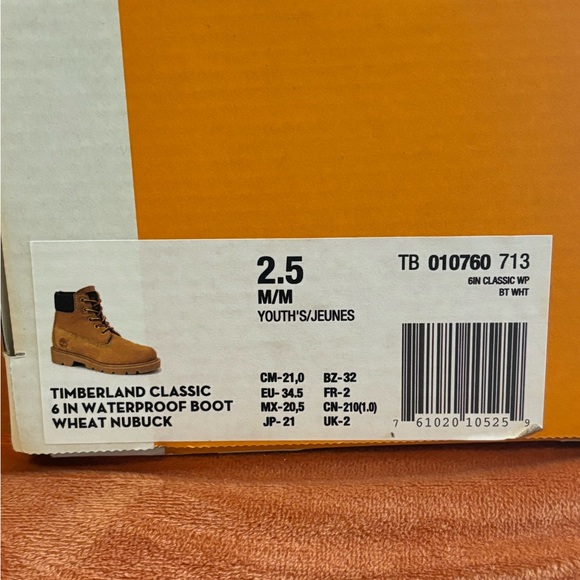 2.5
M/M
YOUTH'S/JEUNES
TB 010760 713
6IN CLASSIC WP
BT WHT
TIMBERLAND CLASSIC
6 IN WATERPROOF BOOT
WHEAT NUBUCK
CM-21,0 BZ-32
EU-34.5 FR-2
MX-20,5 CN-210(1.0)
JP-21 UK-2
7 61020 10525 9